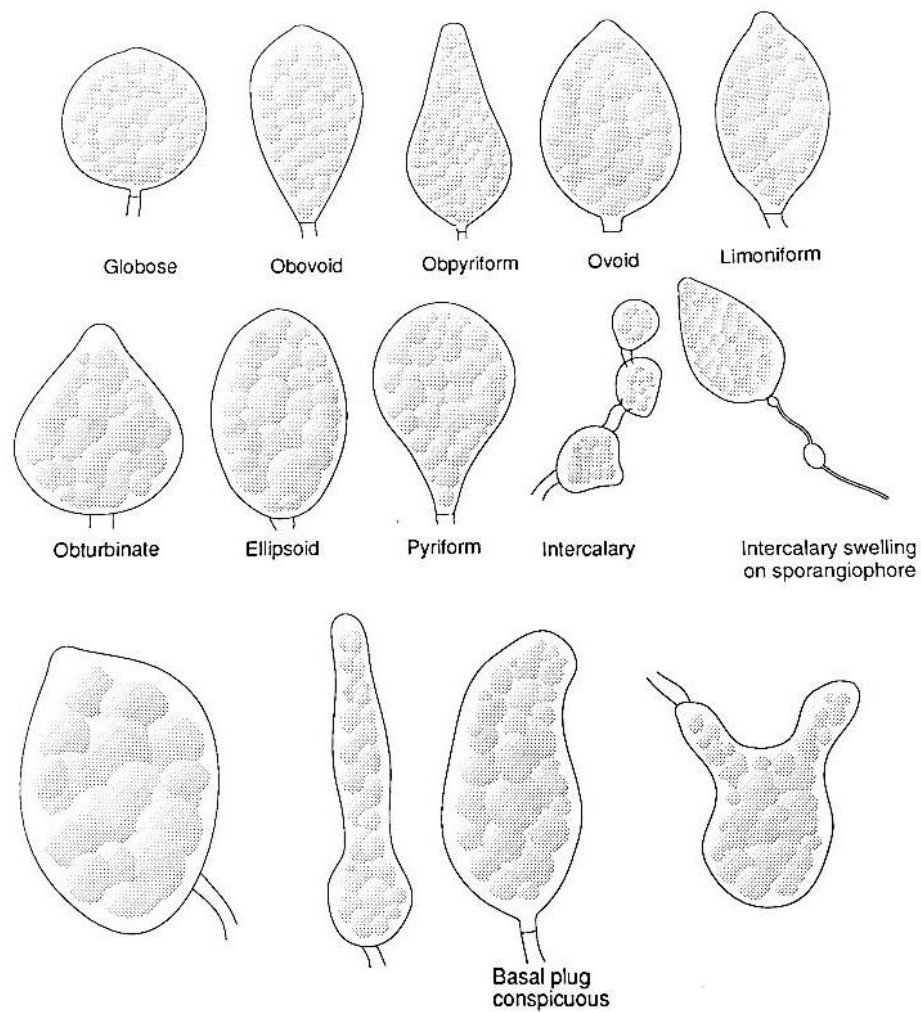 Globose
Obovoid
Obpyriform
Ovoid
Limoniform
Obturbinate
Ellipsoid
Pyriform
Intercalary
Intercalary swelling
on sporangiophore
Basal plug
conspicuous